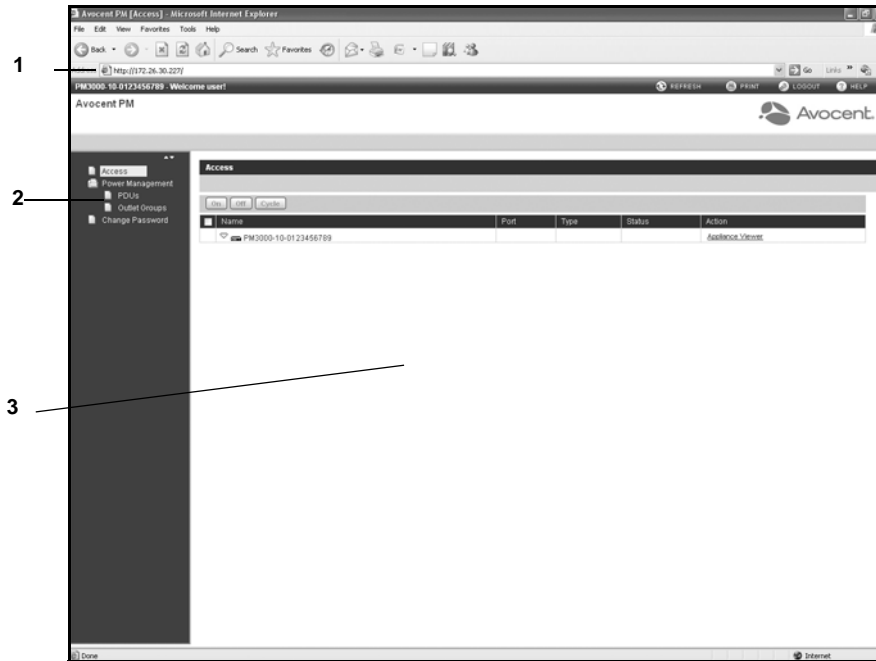 Avocent PM [Access] - Microsoft Internet Explorer
File Edit View Favorites Tools Help
Back Search Favorites
1
http://172.26.30.227/ Go Links »
PM3000-10-0123456789 - Welcome user! REFRESH PRINT LOGOUT ? HELP
Avocent PM
Avocent.
Access
Power Management
2
PDUs
Outlet Groups
Change Password
Access
On Off Cycle
Name Port Type Status Action
PM3000-10-0123456789 Appliance Viewer
3
Done Internet